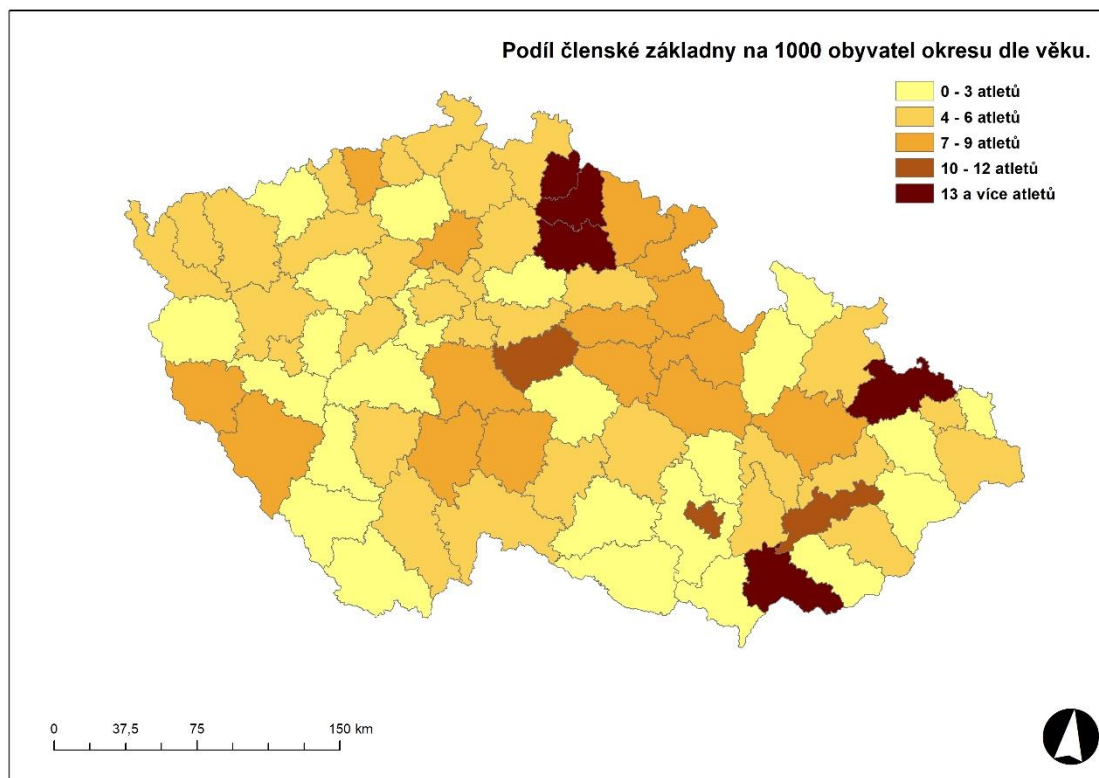 Podíl členské základny na 1000 obyvatel okresu dle věku.
0 - 3 atletů
4 - 6 atletů
7 - 9 atletů
10 - 12 atletů
13 a více atletů
0 37,5 75 150 km